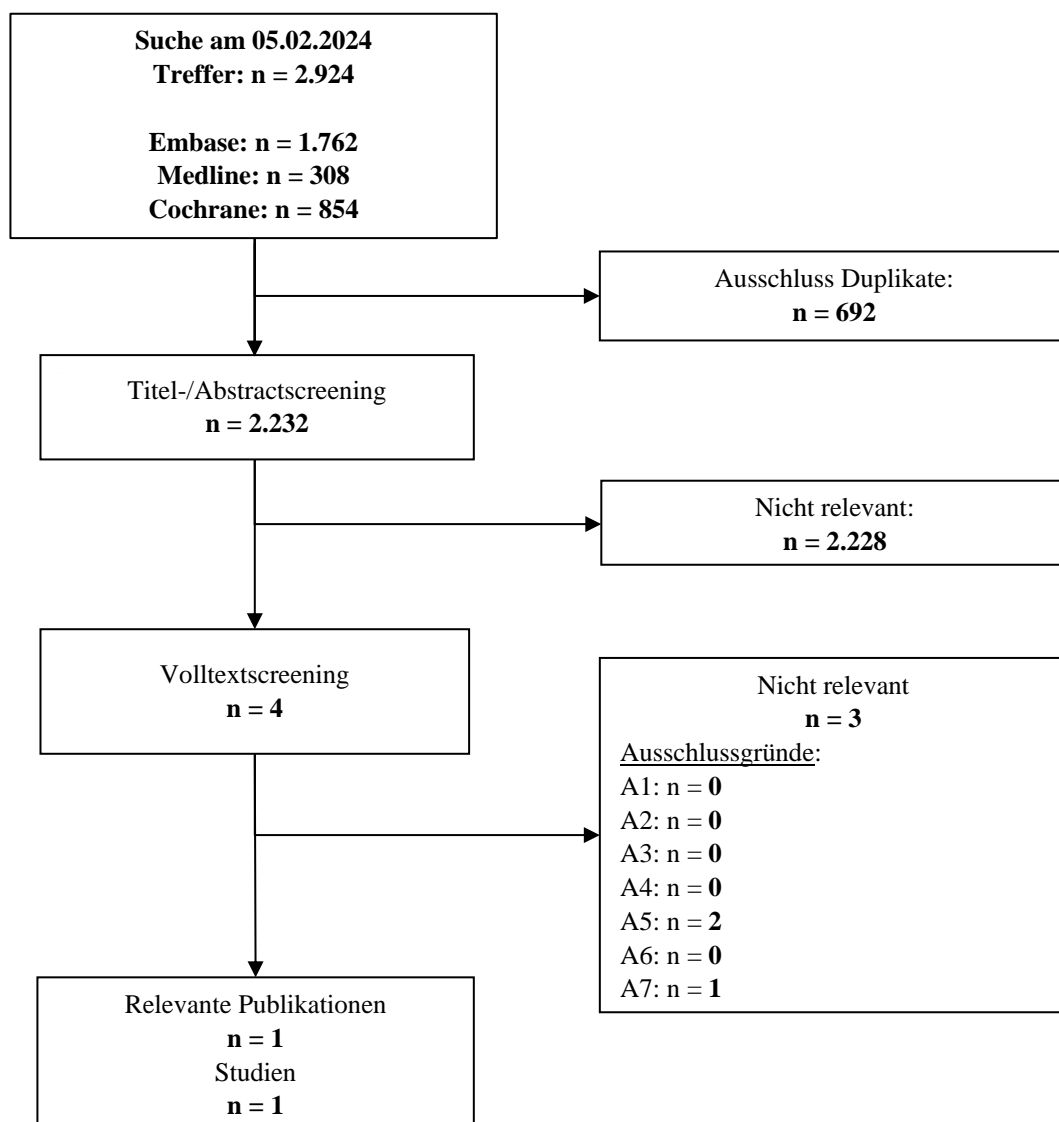 Suche am 05.02.2024
Treffer: n = 2.924
Embase: n = 1.762
Medline: n = 308
Cochrane: n = 854
Ausschluss Duplikate:
n = 692
Titel-/Abstractscreening
n = 2.232
Nicht relevant:
n = 2.228
Volltextscreening
n = 4
Nicht relevant
n = 3
Ausschlussgründe:
A1: n = 0
A2: n = 0
A3: n = 0
A4: n = 0
A5: n = 2
A6: n = 0
A7: n = 1
Relevante Publikationen
n = 1
Studien
n = 1